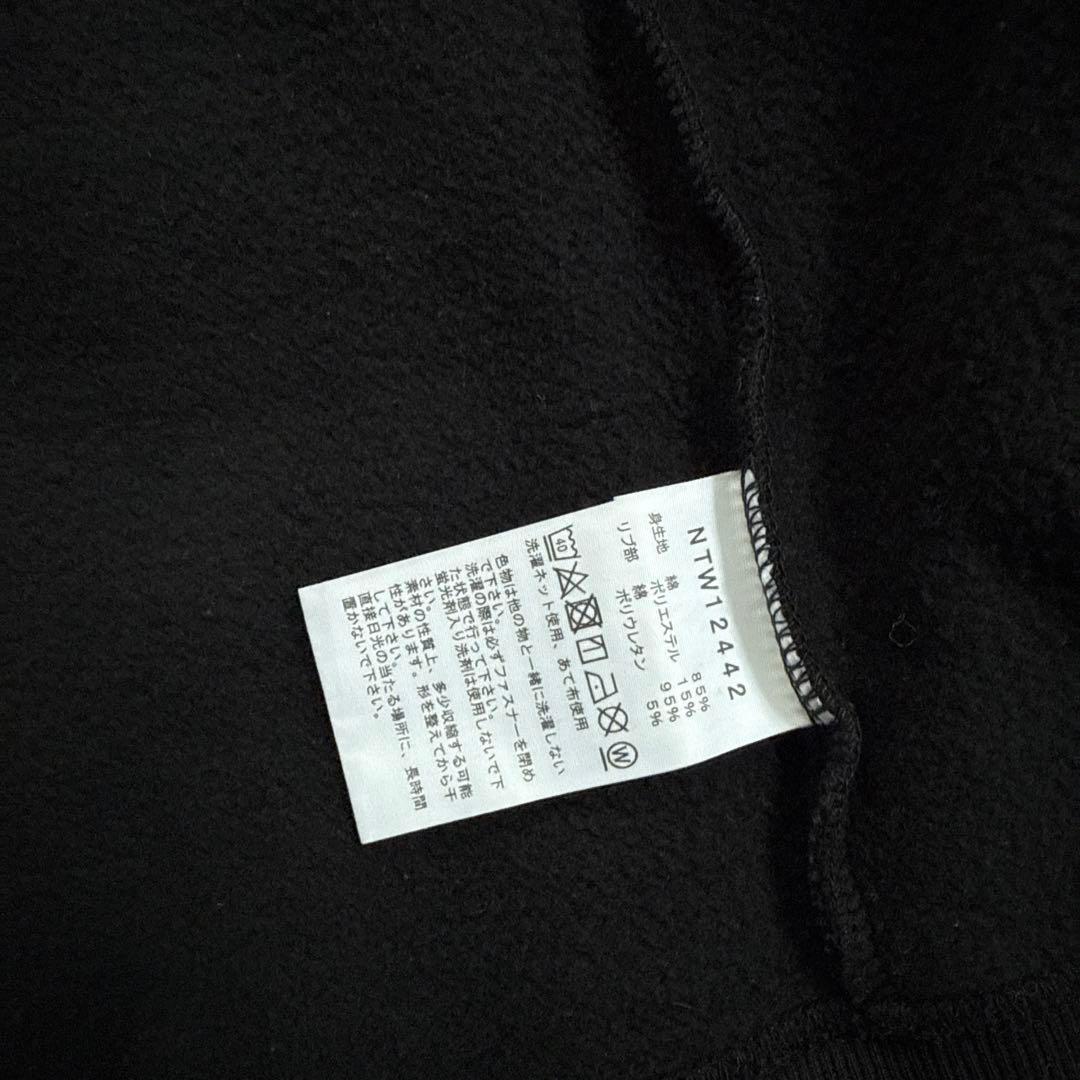 NTW12442
身生地 綿 85%
ポリエステル 15%
リブ部 綿 95%
ポリウレタン 5%
40
W
洗濯ネット使用、あて布使用
色物は他の物と一緒に洗濯しない
で下さい。
洗濯の際は必ずファスナーを閉め
た状態で行って下さい。
蛍光剤入り洗剤は使用しないで下
さい。
素材の性質上、多少収縮する可能
性があります。形を整えてから干
して下さい。
直接日光の当たる場所に、長時間
置かないで下さい。